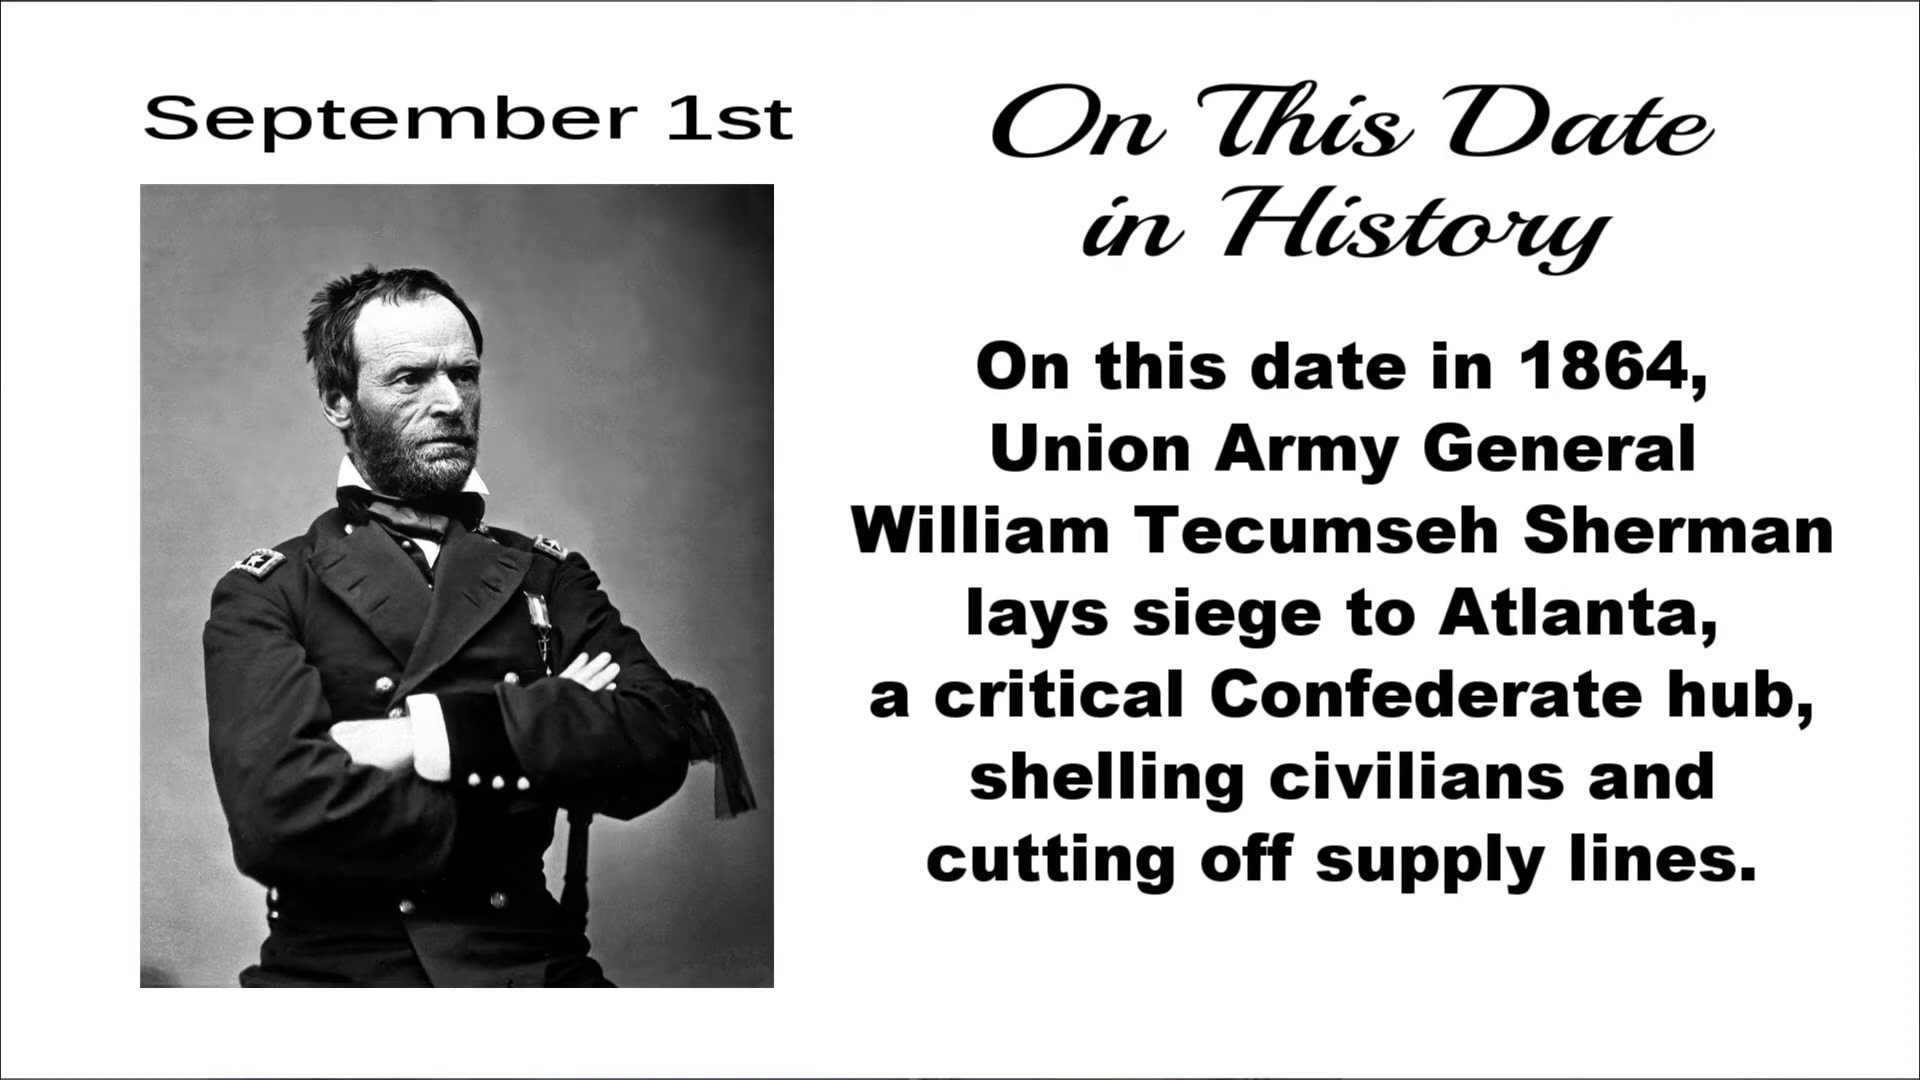 September 1st
On This Date
in History
On this date in 1864,
Union Army General
William Tecumseh Sherman
lays siege to Atlanta,
a critical Confederate hub,
shelling civilians and
cutting off supply lines.